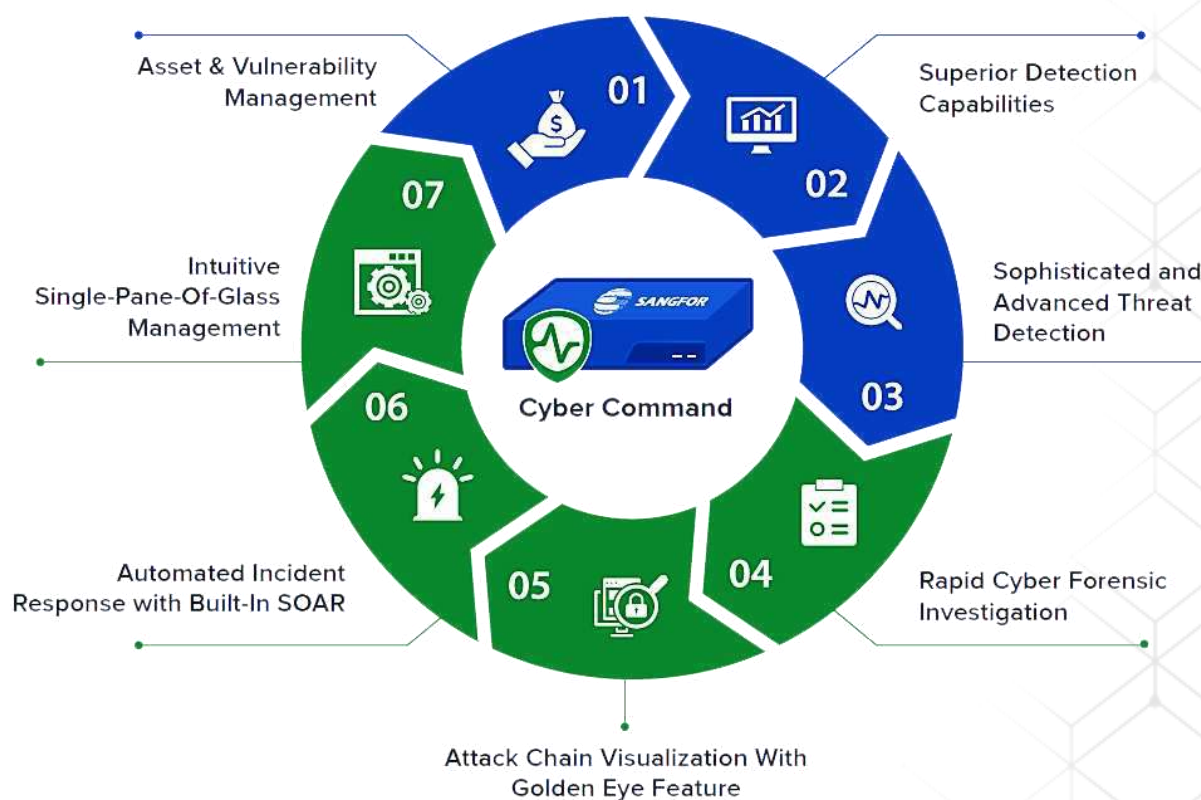 Asset & Vulnerability
Management
01
Superior Detection
Capabilities
02
Sophisticated and
Advanced Threat
Detection
03
Rapid Cyber Forensic
Investigation
04
Attack Chain Visualization With
Golden Eye Feature
05
Automated Incident
Response with Built-In SOAR
06
Intuitive
Single-Pane-Of-Glass
Management
07
$
SANGFOR
Cyber Command